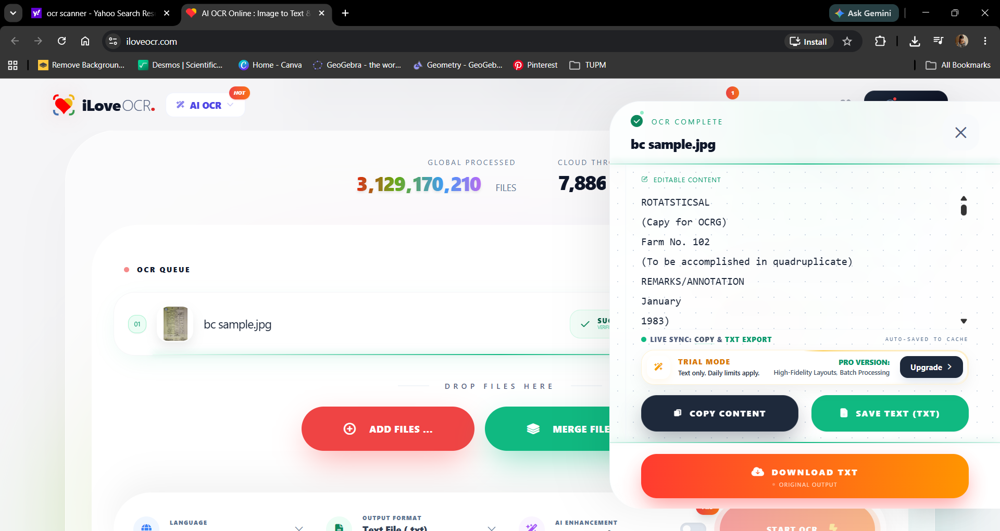 ocr scanner - Yahoo Search Res
AI OCR Online : Image to Text &
Ask Gemini
iloveocr.com
Install
Remove Backgroun...
Desmos | Scientific...
Home - Canva
GeoGebra - the wor...
Geometry - GeoGeb...
Pinterest
TUPM
All Bookmarks
iLoveOCR.
AI OCR
HOT
1
GLOBAL PROCESSED
3,129,170,210 FILES
CLOUD THR
7,886
OCR QUEUE
01
bc sample.jpg
SUC
VERIFI
DROP FILES HERE
ADD FILES ...
MERGE FILE
LANGUAGE
OUTPUT FORMAT
Text File (.txt)
AI ENHANCEMENT
START OCR
OCR COMPLETE
bc sample.jpg
EDITABLE CONTENT
ROTATSTICSAL
(Capy for OCRG)
Farm No. 102
(To be accomplished in quadruplicate)
REMARKS/ANNOTATION
January
1983)
LIVE SYNC: COPY & TXT EXPORT
AUTO-SAVED TO CACHE
TRIAL MODE
Text only. Daily limits apply.
PRO VERSION:
High-Fidelity Layouts, Batch Processing
Upgrade
COPY CONTENT
SAVE TEXT (TXT)
DOWNLOAD TXT
ORIGINAL OUTPUT